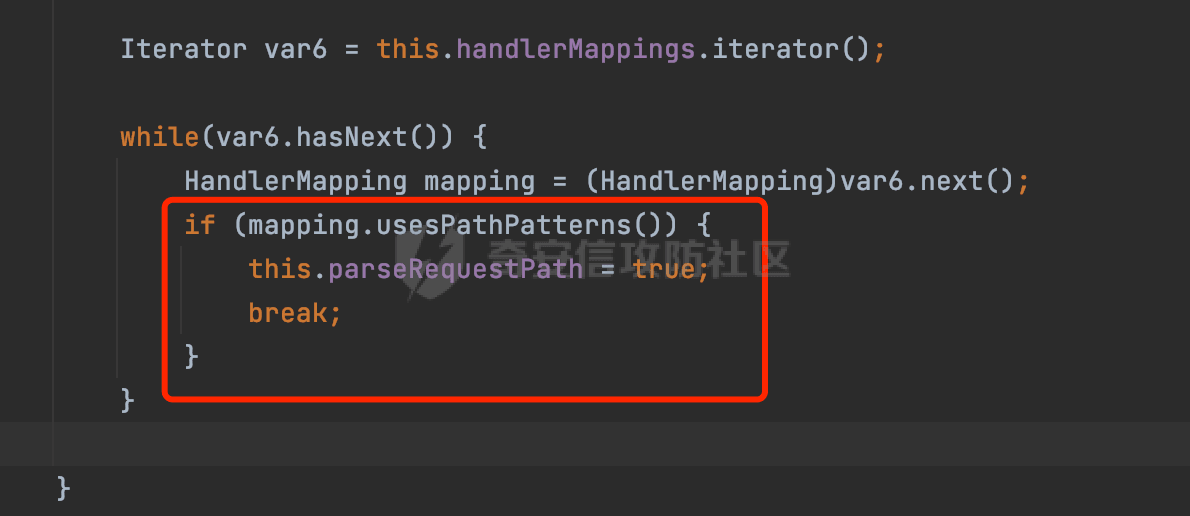 Iterator var6 = this.handlerMappings.iterator();
while(var6.hasNext()) {
HandlerMapping mapping = (HandlerMapping)var6.next();
if (mapping.usesPathPatterns()) {
奇安信攻防社区
this.parseRequestPath = true;
break;
}
}
}